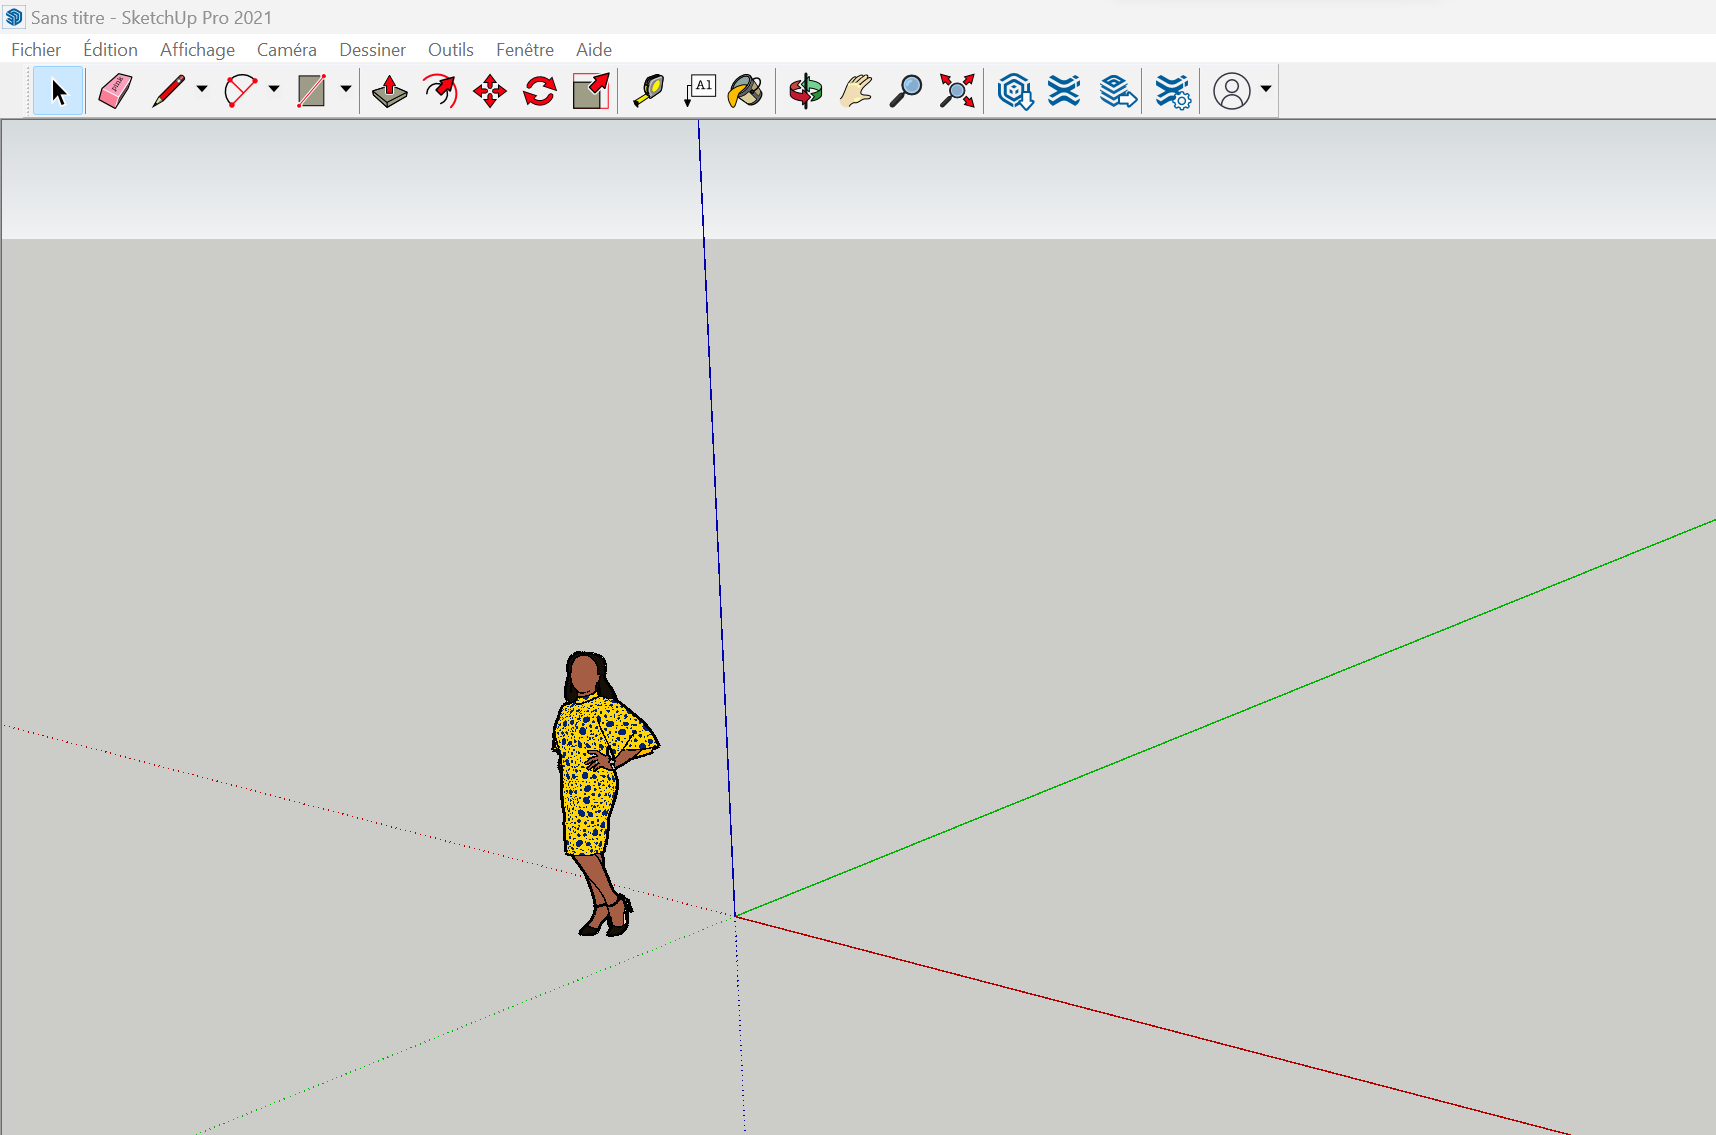 Sans titre - SketchUp Pro 2021
Fichier Édition Affichage Caméra Dessiner Outils Fenêtre Aide
A1